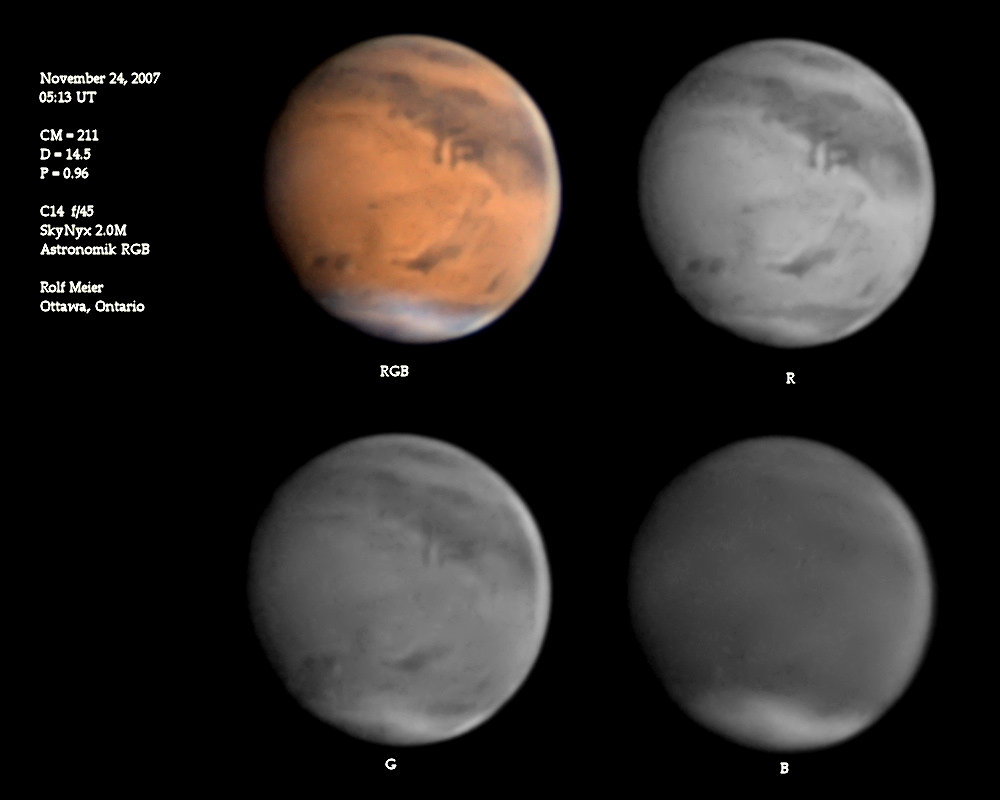 November 24, 2007
05:13 UT
CM = 211
D = 14.5
P = 0.96
C14 f/45
SkyNyx 2.0M
Astronomik RGB
Rolf Meier
Ottawa, Ontario
RGB
R
G
B